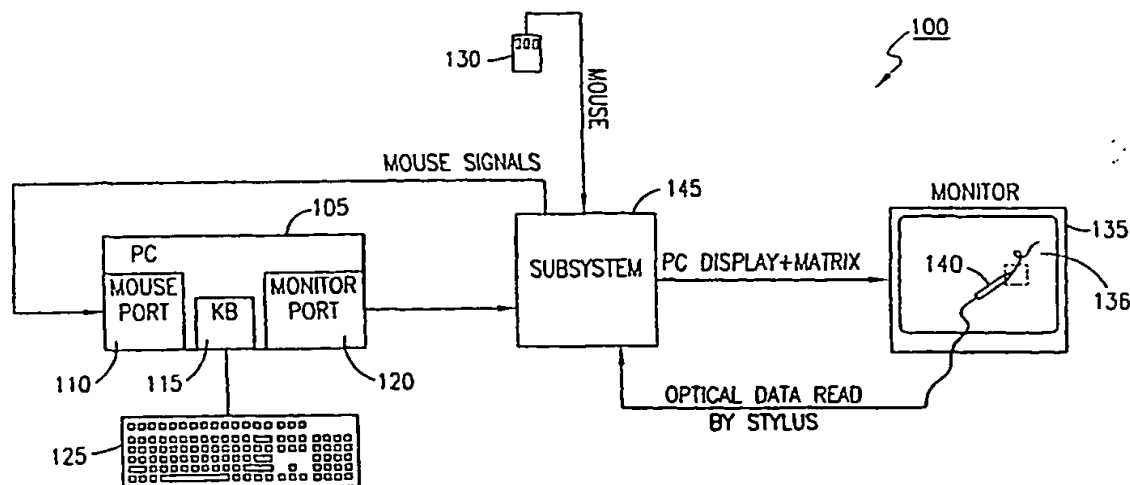 100
130
MOUSE
MOUSE SIGNALS
145
MONITOR
105
135
PC
SUBSYSTEM
PC DISPLAY+MATRIX
140
136
MOUSE PORT
KB
MONITOR PORT
110
115
120
OPTICAL DATA READ
BY STYLUS
125